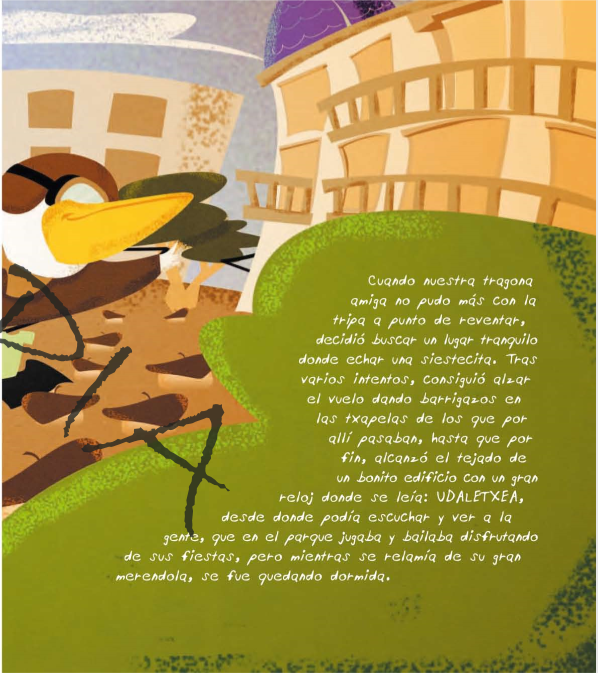 Cuando nuestra tragona
amiga no pudo más con la
tripa a punto de reventar,
decidió buscar un lugar tranquilo
donde echar una siestecita. Tras
varios intentos, consiguió alzar
el vuelo dando barrigazos en
las txapelas de los que por
allí pasaban, hasta que por
fin, alcanzó el tejado de
un bonito edificio con un gran
reloj donde se leía: UDALETXEA,
desde donde podía escuchar y ver a la
gente, que en el parque jugaba y bailaba disfrutando
de sus fiestas, pero mientras se relamía de su gran
merendola, se fue quedando dormida.